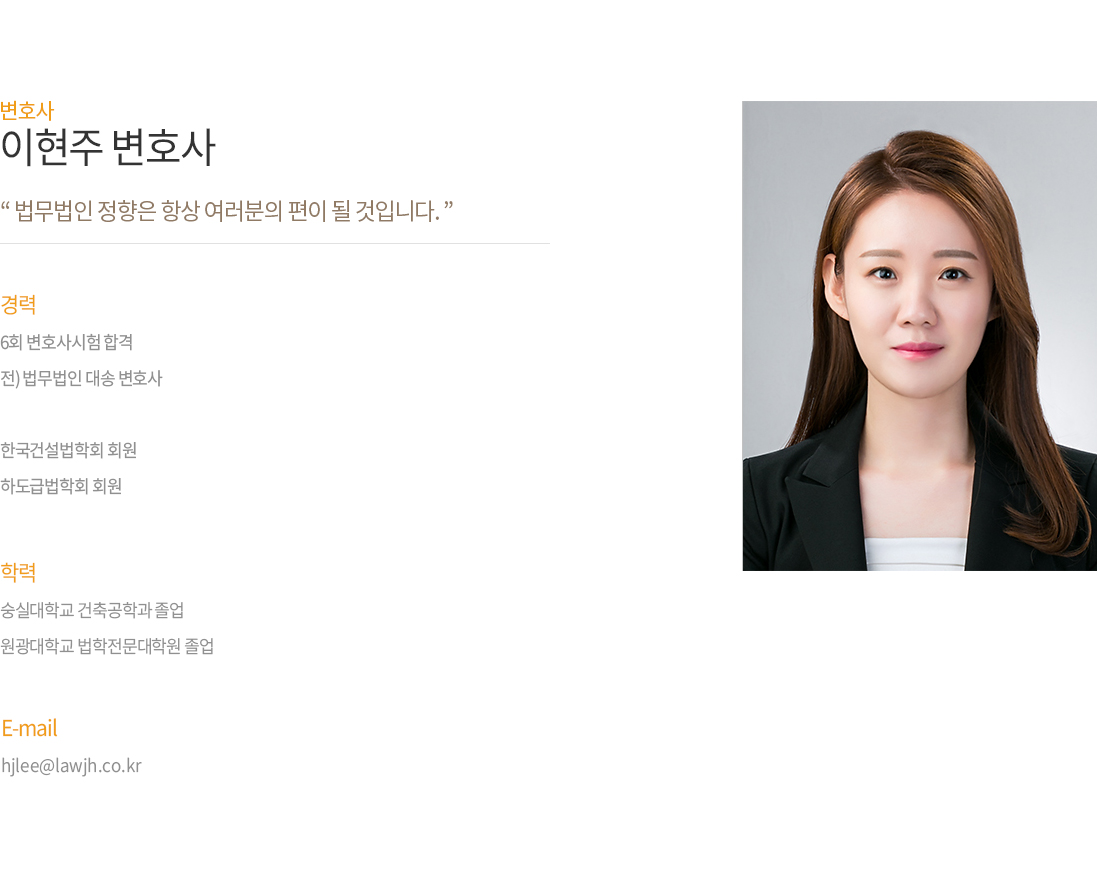 변호사
이현주 변호사
“ 법무법인 정향은 항상 여러분의 편이 될 것입니다. ”
경력
6회 변호사시험 합격
전) 법무법인 대송 변호사
한국건설법학회 회원
하도급법학회 회원
학력
숭실대학교 건축공학과 졸업
원광대학교 법학전문대학원 졸업
E-mail
hjlee@lawjh.co.kr